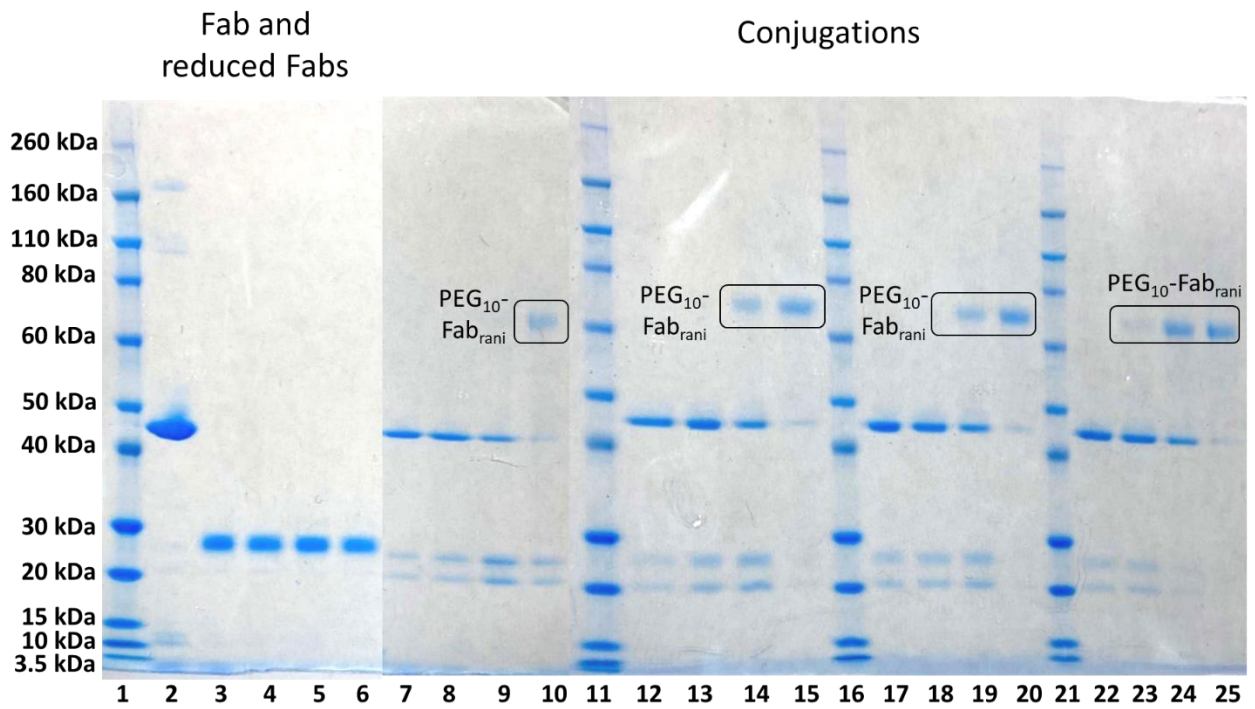 Fab and
reduced Fabs
Conjugations
260 kDa
160 kDa
110 kDa
80 kDa
60 kDa
50 kDa
40 kDa
30 kDa
20 kDa
15 kDa
10 kDa
3.5 kDa
PEG₁₀-
Fabᵣₐₙᵢ
PEG₁₀-
Fabᵣₐₙᵢ
PEG₁₀-
Fabᵣₐₙᵢ
PEG₁₀-Fabᵣₐₙᵢ
1 2 3 4 5 6 7 8 9 10 11 12 13 14 15 16 17 18 19 20 21 22 23 24 25